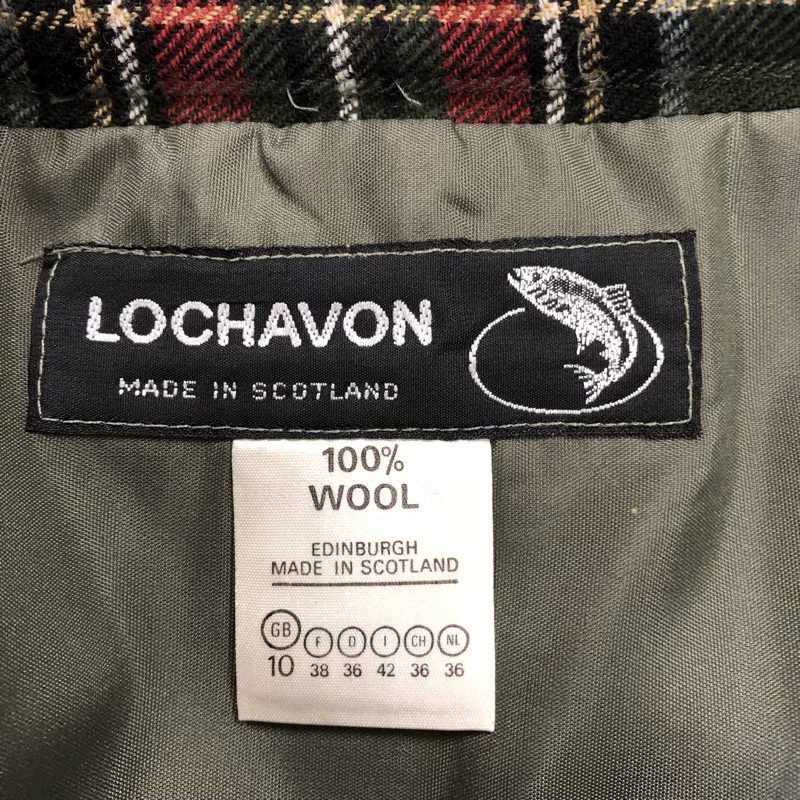 LOCHAVON
MADE IN SCOTLAND
100%
WOOL
EDINBURGH
MADE IN SCOTLAND
GB F D I CH NL
10 38 36 42 36 36